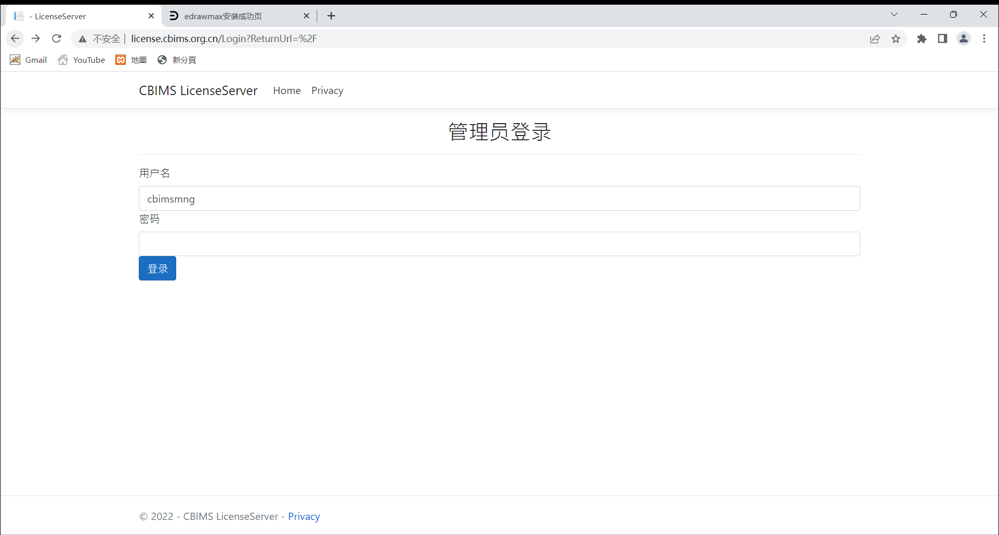 - LicenseServer
edrawmax安装成功页
不安全 | license.cbims.org.cn/Login?ReturnUrl=%2F
Gmail YouTube 地圖 新分頁
CBIMS LicenseServer Home Privacy
管理员登录
用户名
cbimsmng
密码
登录
© 2022 - CBIMS LicenseServer - Privacy